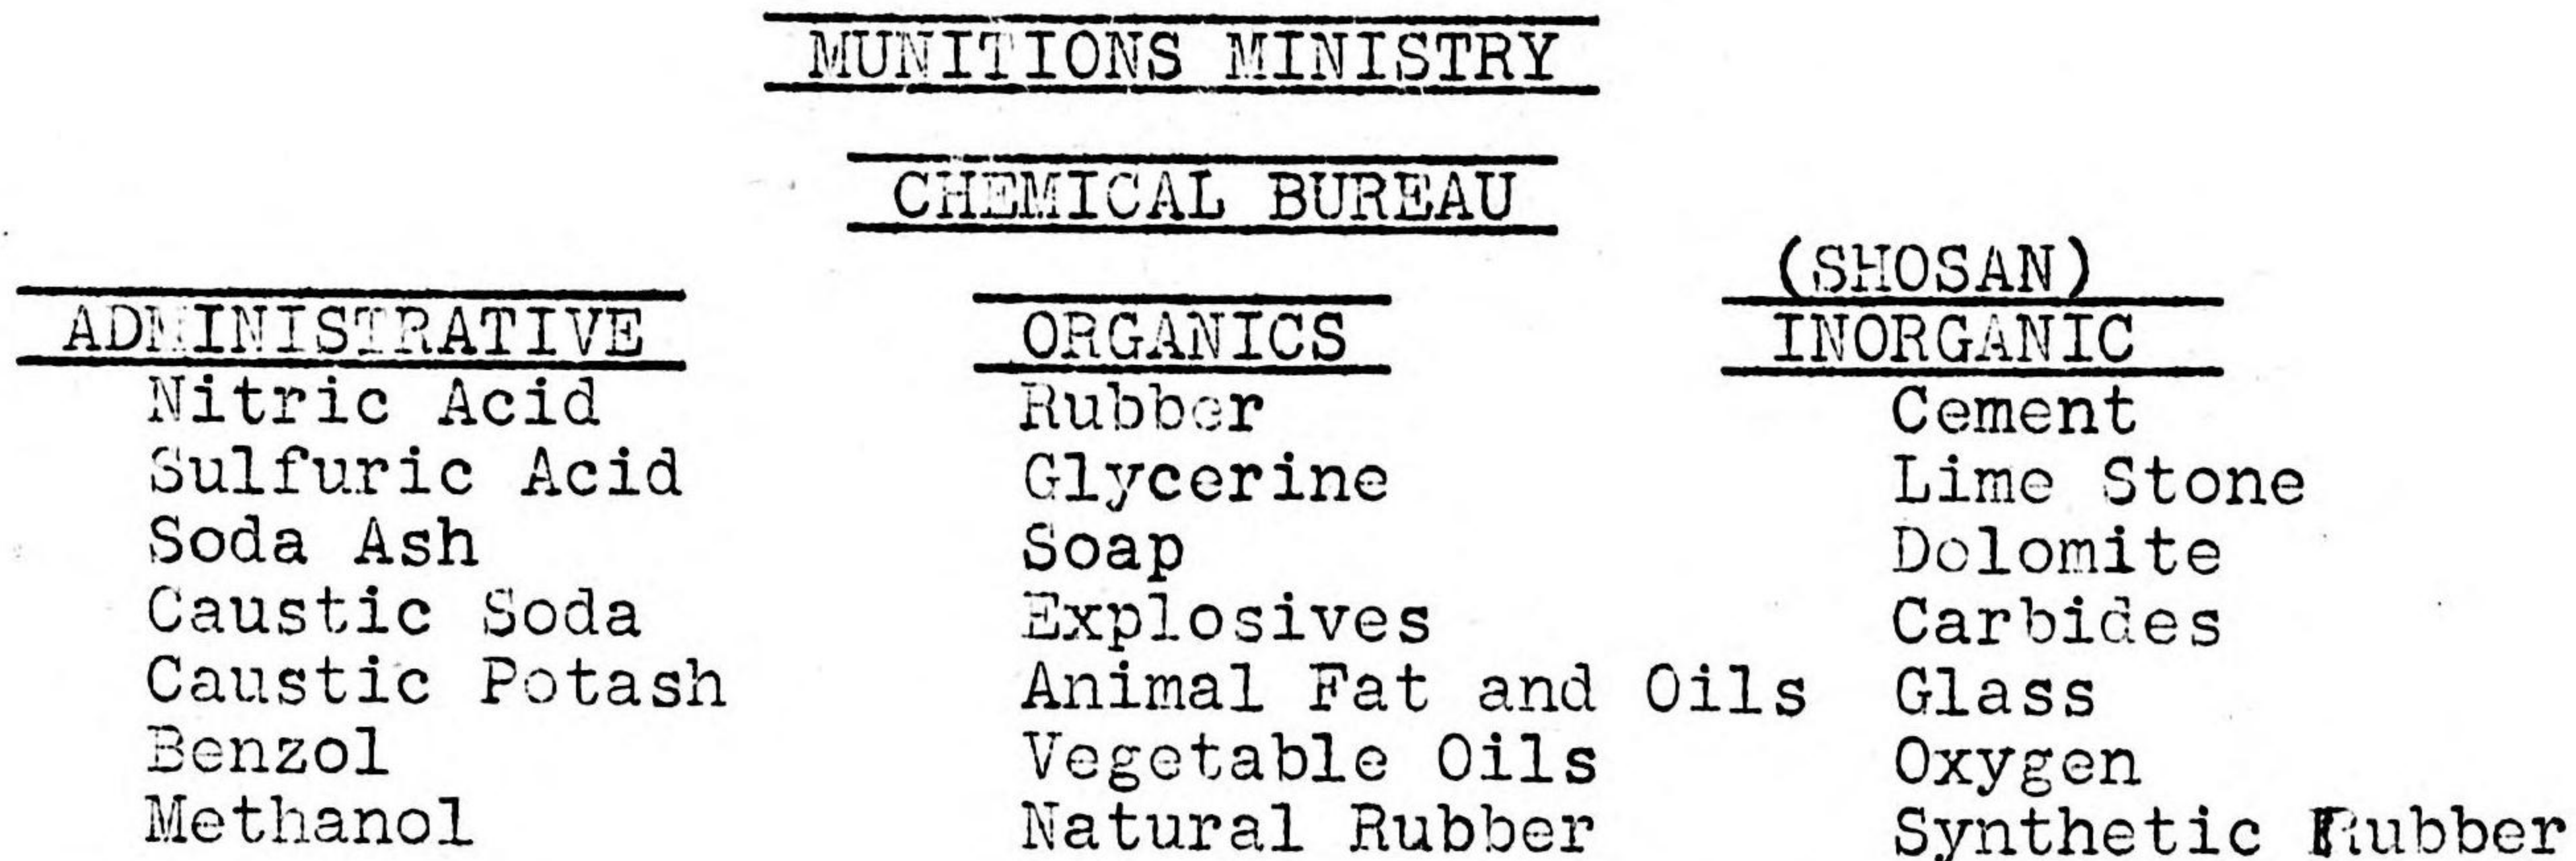 MUNITIONS MINISTRY
CHEMICAL BUREAU
(SHOSAN)
ADMINISTRATIVE ORGANICS INORGANIC
Nitric Acid Rubber Cement
Sulfuric Acid Glycerine Lime Stone
Soda Ash Soap Dolomite
Caustic Soda Explosives Carbides
Caustic Potash Animal Fat and Oils Glass
Benzol Vegetable Oils Oxygen
Methanol Natural Rubber Synthetic Rubber